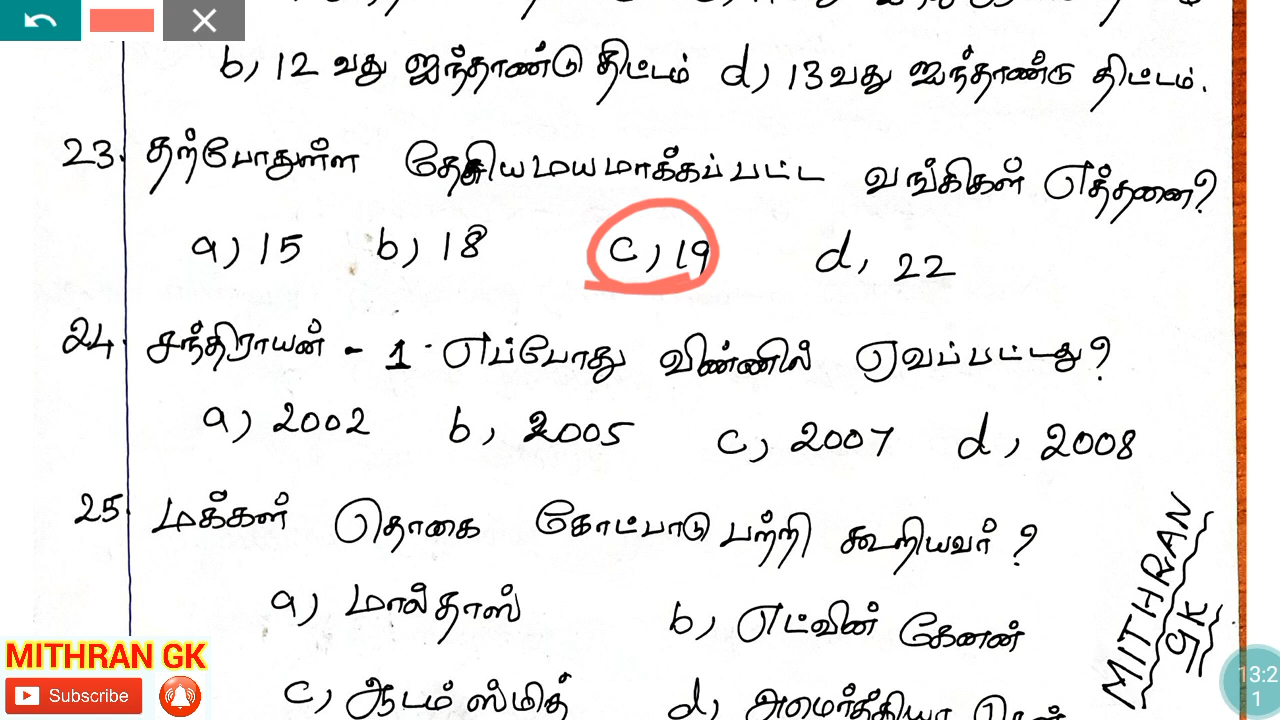 b) 12 வது ஐந்தாண்டு திட்டம் d) 13வது ஐந்தாண்டு திட்டம்.
23. தற்போதுள்ள தேசியமயமாக்கப்பட்ட வங்கிகள் எத்தனை?
a) 15 b) 18 c) 19 d, 22
24. சந்திராயன் - 1 எப்போது விண்ணில் ஏவப்பட்டது?
a) 2002 b, 2005 c, 2007 d, 2008
25. மக்கள் தொகை கோட்பாடு பற்றி கூறியவர்?
a) மால்தாஸ் b, எட்வின் கேனன்
c, ஆடம் ஸ்மித் d,
MITHRAN GK
MITHRAN GK
Subscribe
13:21